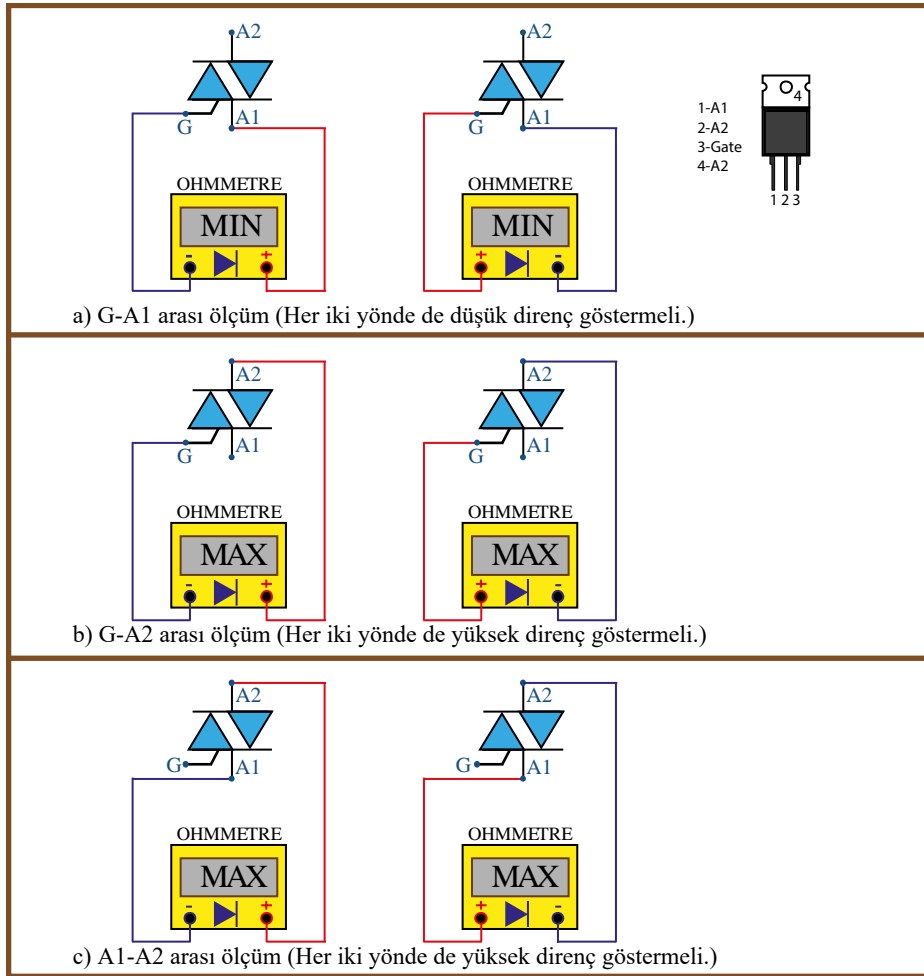 A2
A2
G
A1
G
A1
OHMMETRE
OHMMETRE
MIN
MIN
- +
+ -
4
1-A1
2-A2
3-Gate
4-A2
1 2 3
a) G-A1 arası ölçüm (Her iki yönde de düşük direnç göstermeli.)
A2
A2
G
A1
G
A1
OHMMETRE
OHMMETRE
MAX
MAX
- +
+ -
b) G-A2 arası ölçüm (Her iki yönde de yüksek direnç göstermeli.)
A2
A2
G
A1
G
A1
OHMMETRE
OHMMETRE
MAX
MAX
- +
+ -
c) A1-A2 arası ölçüm (Her iki yönde de yüksek direnç göstermeli.)